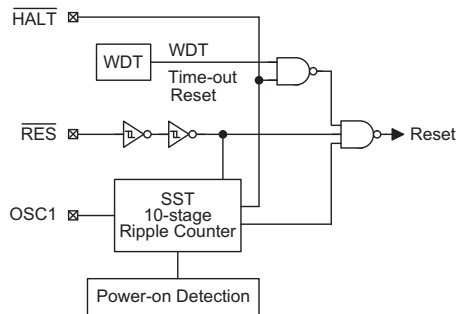 HALT
WDT
WDT
Time-out
Reset
RES
Reset
OSC1
SST
10-stage
Ripple Counter
Power-on Detection